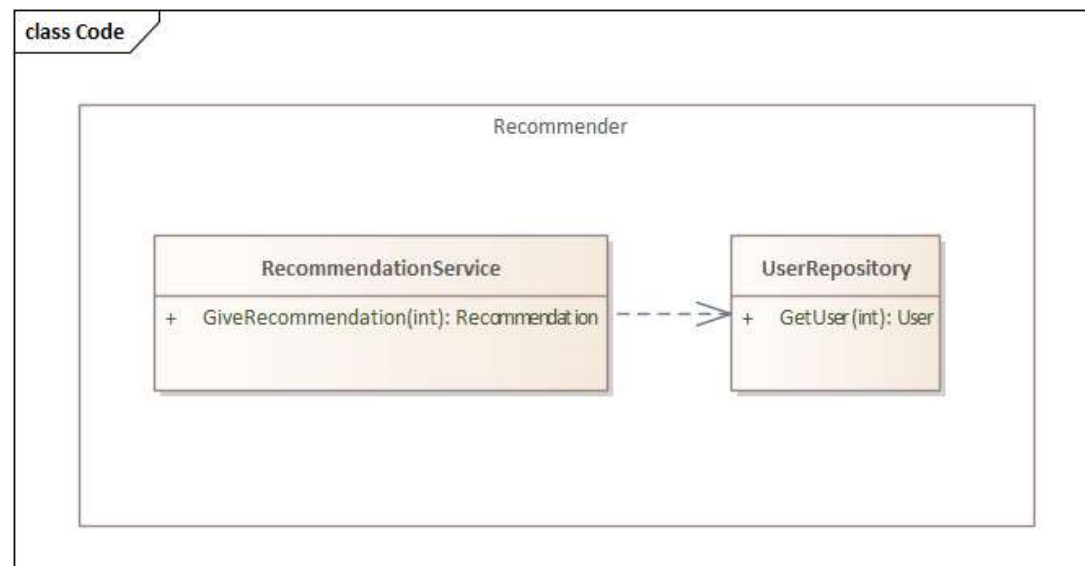 class Code
Recommender
RecommendationService
+ GiveRecommendation(int): Recommendation
UserRepository
+ GetUser(int): User